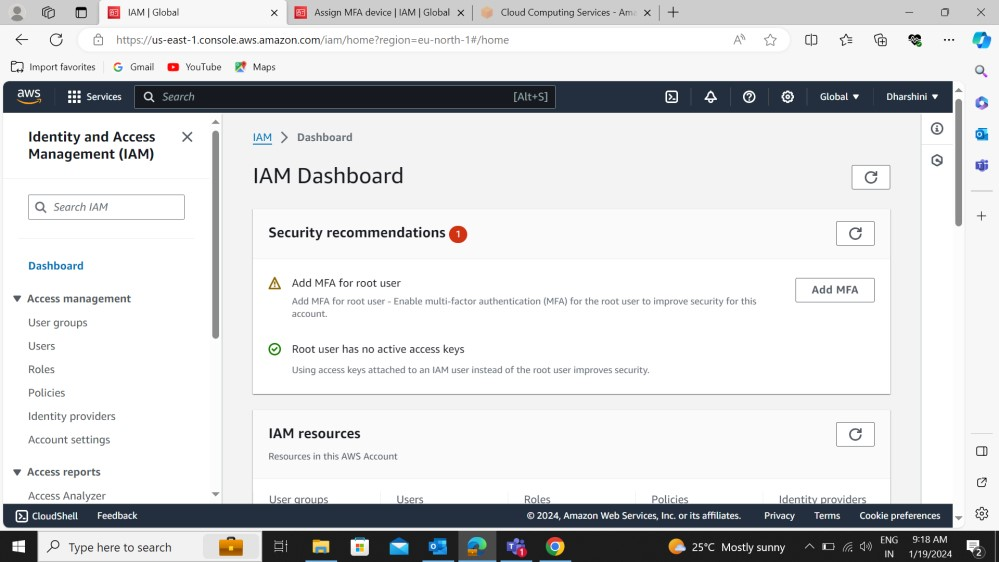 IAM | Global
Assign MFA device | IAM | Global
Cloud Computing Services - Ama
https://us-east-1.console.aws.amazon.com/iam/home?region=eu-north-1#/home
Import favorites
Gmail
YouTube
Maps
aws
Services
Search
[Alt+S]
Global
Dharshini
Identity and Access
Management (IAM)
Search IAM
Dashboard
Access management
User groups
Users
Roles
Policies
Identity providers
Account settings
Access reports
Access Analyzer
IAM
Dashboard
IAM Dashboard
Security recommendations 1
Add MFA for root user
Add MFA for root user - Enable multi-factor authentication (MFA) for the root user to improve security for this
account.
Add MFA
Root user has no active access keys
Using access keys attached to an IAM user instead of the root user improves security.
IAM resources
Resources in this AWS Account
User groups
Users
Roles
Policies
Identity providers
CloudShell
Feedback
© 2024, Amazon Web Services, Inc. or its affiliates.
Privacy
Terms
Cookie preferences
Type here to search
25°C Mostly sunny
ENG
IN
9:18 AM
1/19/2024
2